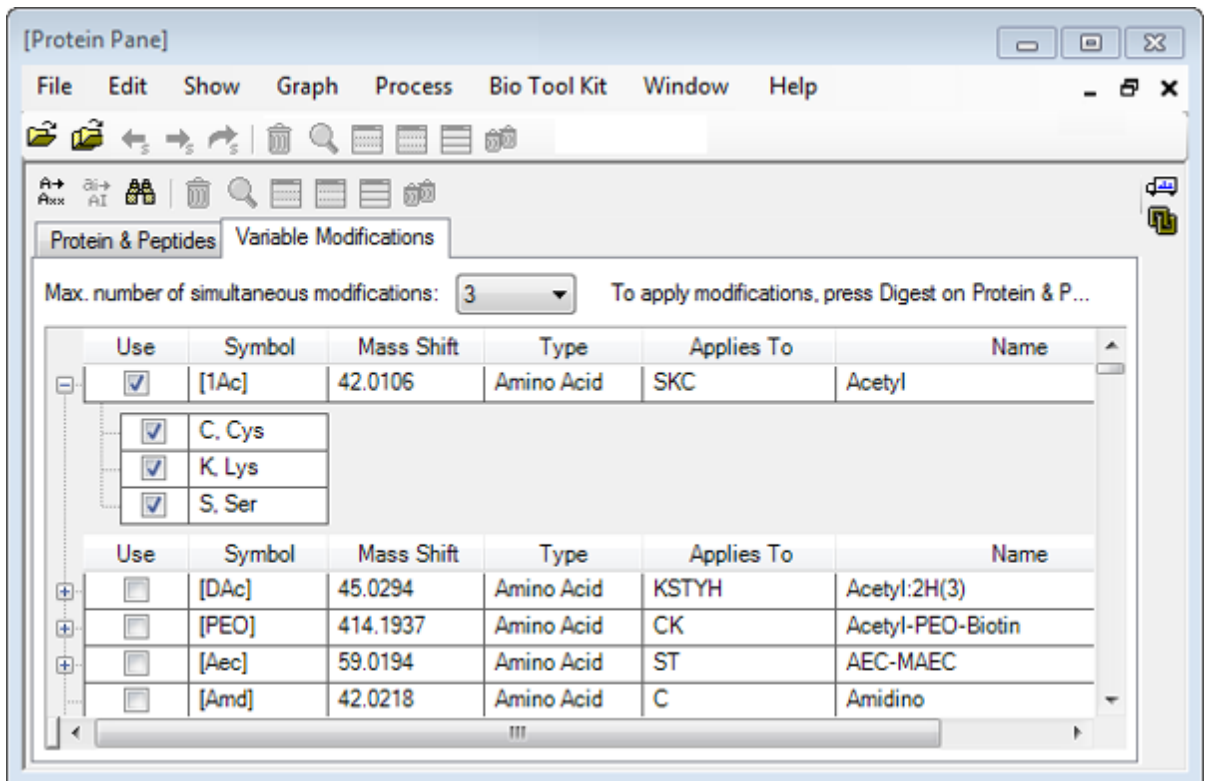 [Protein Pane]
File Edit Show Graph Process Bio Tool Kit Window Help
Protein & Peptides Variable Modifications
Max. number of simultaneous modifications: 3 To apply modifications, press Digest on Protein & P...
Use Symbol Mass Shift Type Applies To Name
[1Ac] 42.0106 Amino Acid SKC Acetyl
C, Cys
K, Lys
S, Ser
Use Symbol Mass Shift Type Applies To Name
[DAc] 45.0294 Amino Acid KSTYH Acetyl:2H(3)
[PEO] 414.1937 Amino Acid CK Acetyl-PEO-Biotin
[Aec] 59.0194 Amino Acid ST AEC-MAEC
[Amd] 42.0218 Amino Acid C Amidino